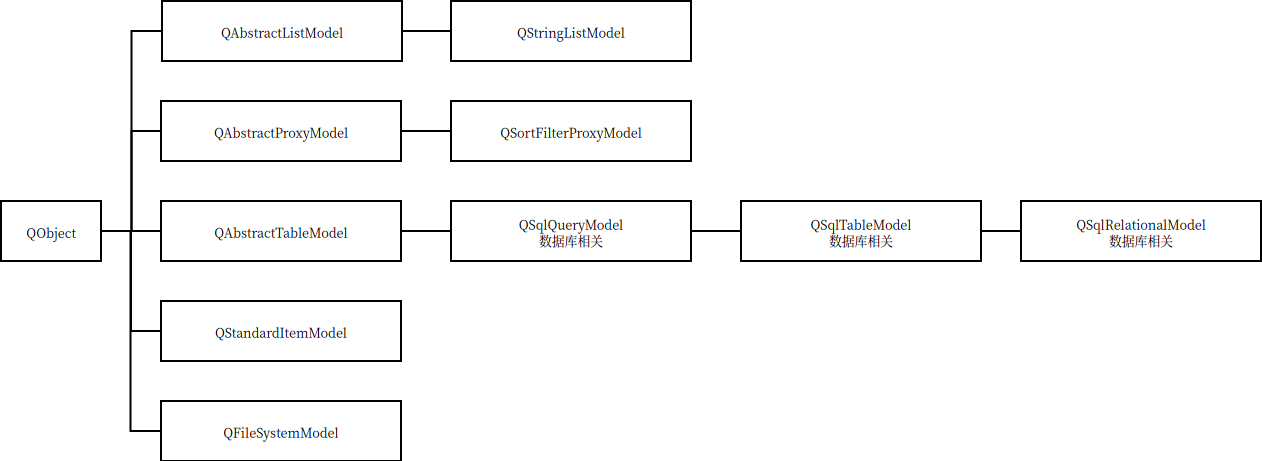 QAbstractListModel
QStringListModel
QAbstractProxyModel
QSortFilterProxyModel
QObject
QAbstractTableModel
QSqlQueryModel
数据库相关
QSqlTableModel
数据库相关
QSqlRelationalModel
数据库相关
QStandardItemModel
QFileSystemModel